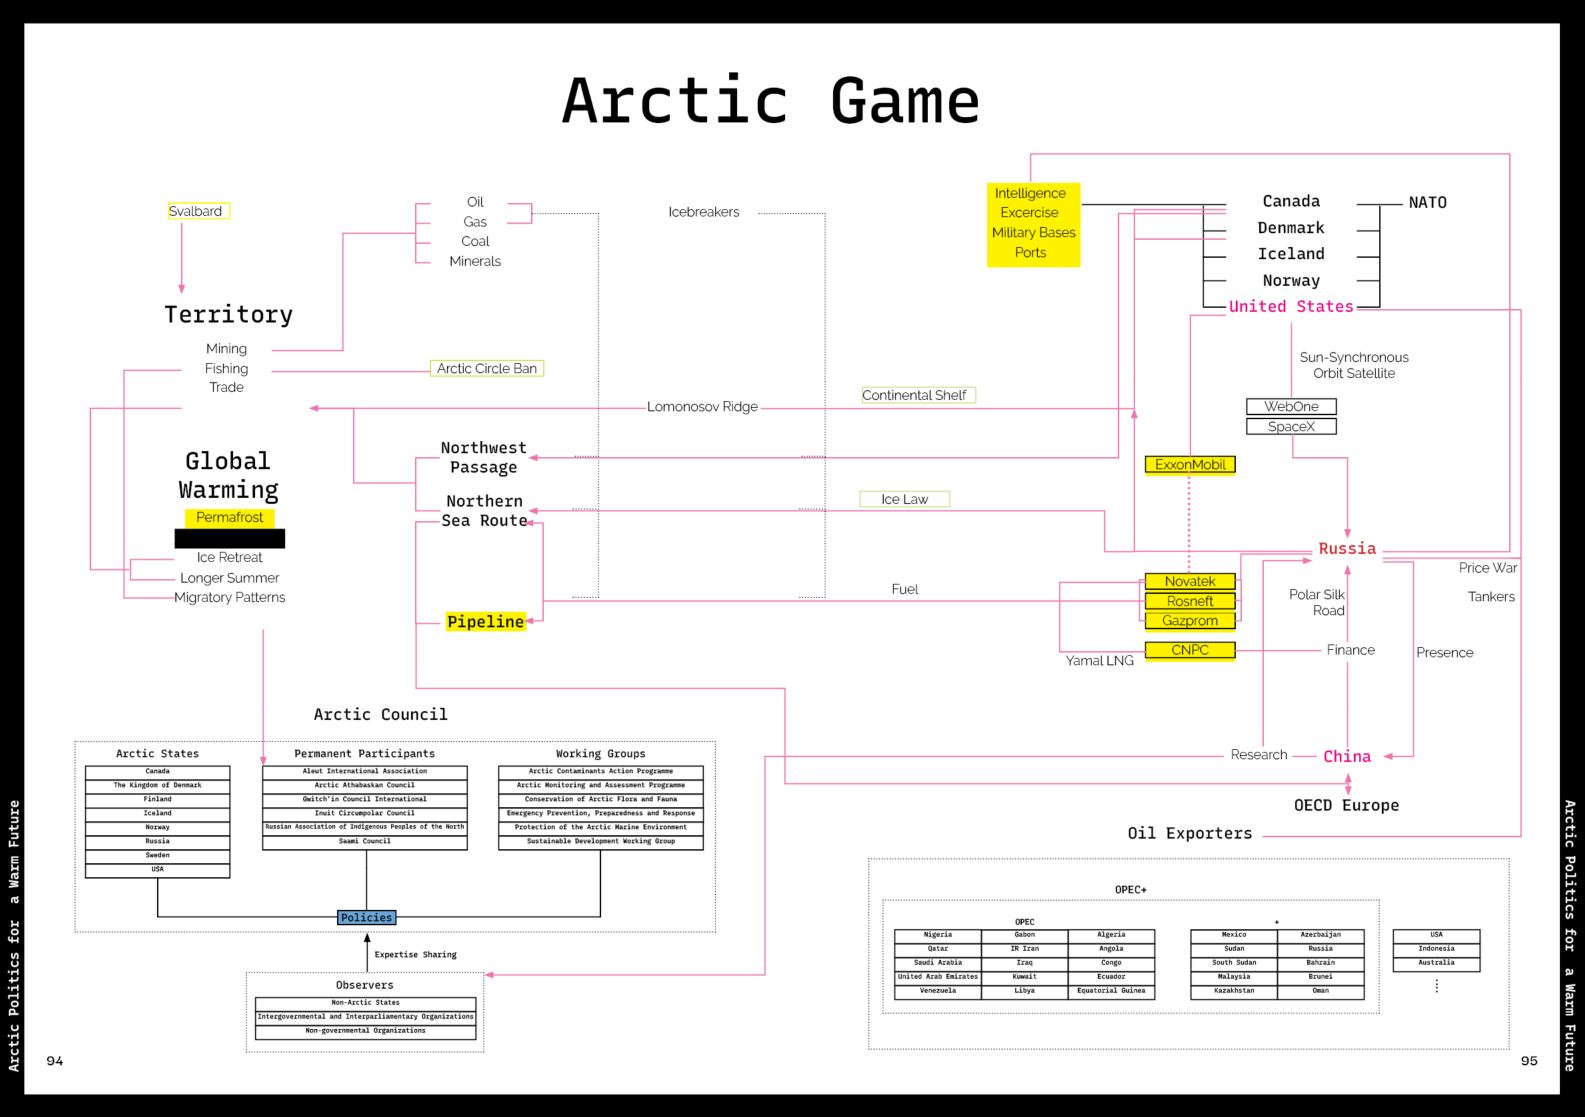 Arctic Game
Svalbard
Oil
Gas
Coal
Minerals
Icebreakers
Intelligence
Excercise
Military Bases
Ports
Canada
Denmark
Iceland
Norway
United States
NATO
Territory
Mining
Fishing
Trade
Arctic Circle Ban
Sun-Synchronous
Orbit Satellite
Continental Shelf
Lomonosov Ridge
WebOne
SpaceX
Northwest
Passage
Global
Warming
Permafrost
Ice Retreat
Longer Summer
Migratory Patterns
ExxonMobil
Northern
Sea Route
Ice Law
Russia
Price War
Tankers
Novatek
Rosneft
Gazprom
CNPC
Fuel
Polar Silk
Road
Pipeline
Yamal LNG
Finance
Presence
Research
China
OECD Europe
Oil Exporters
Arctic Council
Arctic States
Canada
The Kingdom of Denmark
Finland
Iceland
Norway
Russia
Sweden
USA
Permanent Participants
Aleut International Association
Arctic Athabaskan Council
Gwitch'in Council International
Inuit Circumpolar Council
Russian Association of Indigenous Peoples of the North
Saami Council
Working Groups
Arctic Contaminants Action Programme
Arctic Monitoring and Assessment Programme
Conservation of Arctic Flora and Fauna
Emergency Prevention, Preparedness and Response
Protection of the Arctic Marine Environment
Sustainable Development Working Group
Policies
Expertise Sharing
Observers
Non-Arctic States
Intergovernmental and Interparliamentary Organizations
Non-governmental Organizations
OPEC+
OPEC
Nigeria Gabon Algeria
Qatar IR Iran Angola
Saudi Arabia Iraq Congo
United Arab Emirates Kuwait Ecuador
Venezuela Libya Equatorial Guinea
+
Mexico Azerbaijan
Sudan Russia
South Sudan Bahrain
Malaysia Brunei
Kazakhstan Oman
USA
Indonesia
Australia
94
95
Arctic Politics for a Warm Future
Arctic Politics for a Warm Future